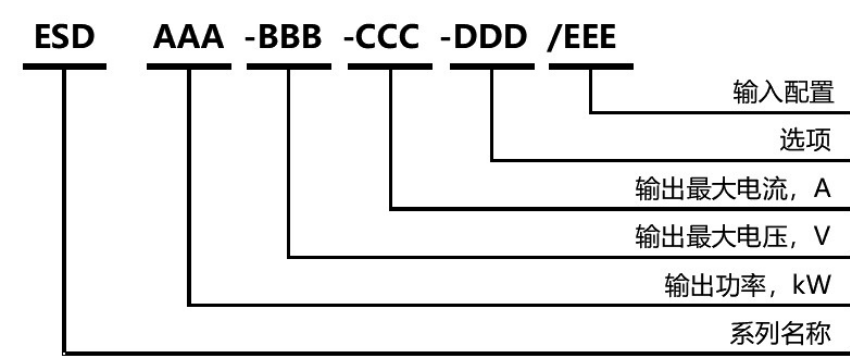 ESD AAA -BBB -CCC -DDD /EEE
输入配置
选项
输出最大电流，A
输出最大电压，V
输出功率，kW
系列名称